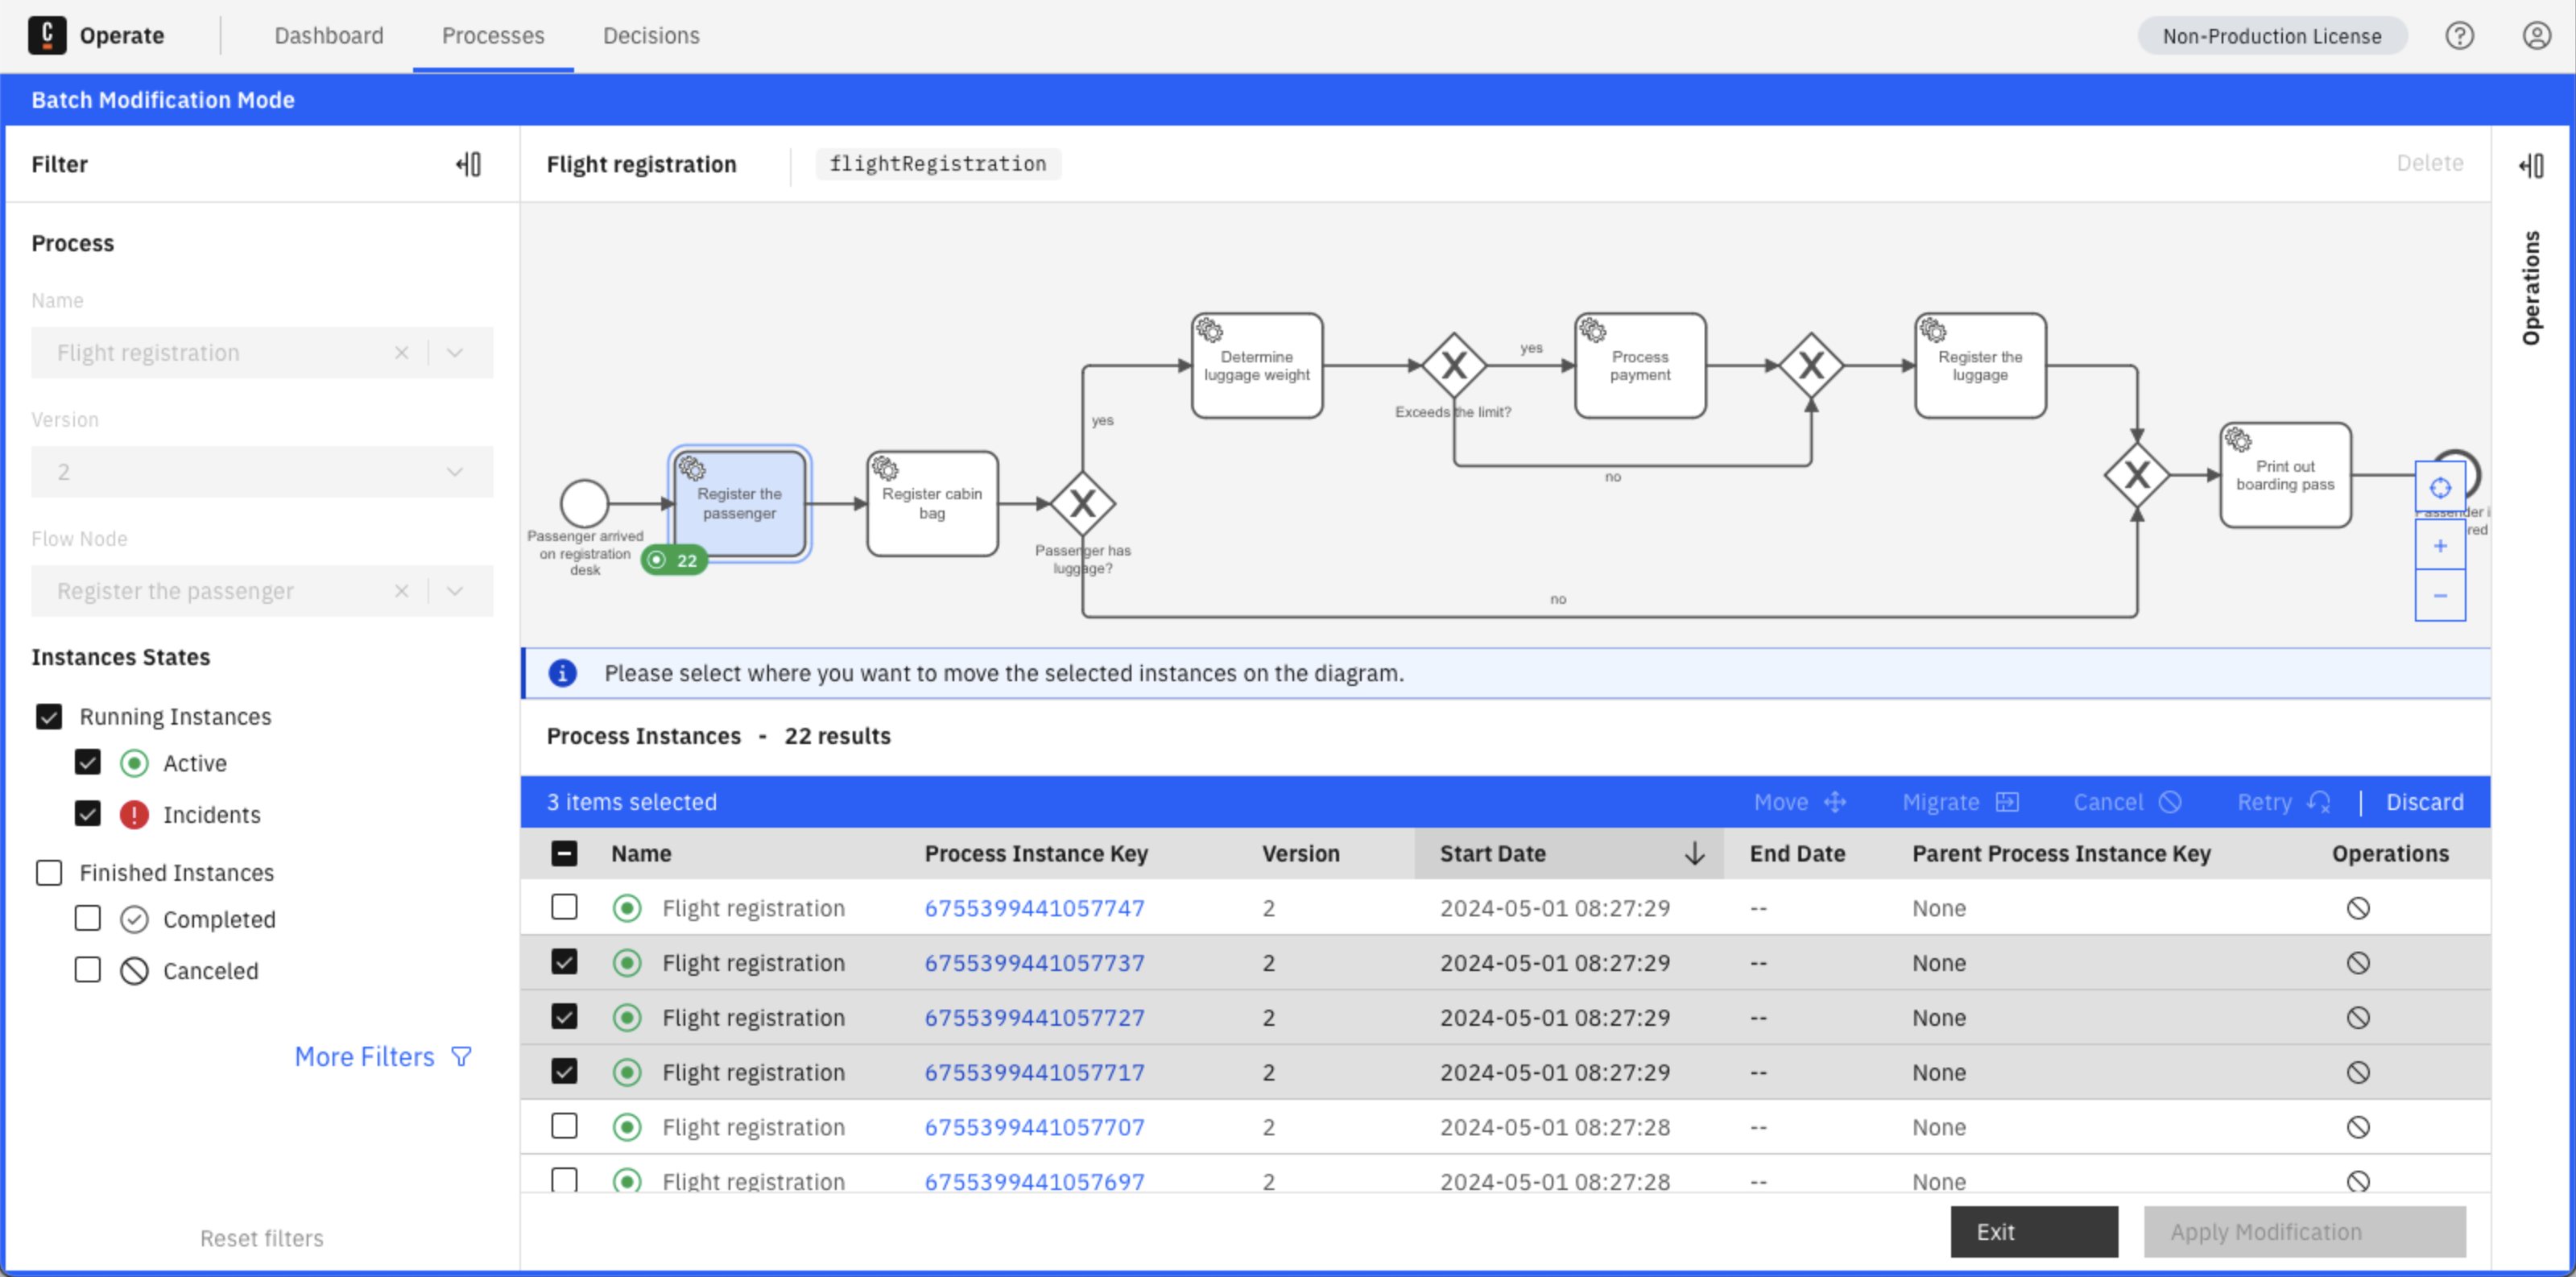 Operate
Dashboard
Processes
Decisions
Non-Production License
Batch Modification Mode
Filter
Process
Name
Flight registration
Version
2
Flow Node
Register the passenger
Instances States
Running Instances
Active
Incidents
Finished Instances
Completed
Canceled
More Filters
Reset filters
Flight registration
flightRegistration
Delete
Passenger arrived
on registration
desk
Register the
passenger
22
Register cabin
bag
Passenger has
luggage?
yes
Determine
luggage weight
Exceeds the limit?
yes
no
Process
payment
Register the
luggage
no
Print out
boarding pass
Please select where you want to move the selected instances on the diagram.
Process Instances - 22 results
3 items selected
Move
Migrate
Cancel
Retry
Discard
Name Process Instance Key Version Start Date End Date Parent Process Instance Key Operations
Flight registration 6755399441057747 2 2024-05-01 08:27:29 -- None
Flight registration 6755399441057737 2 2024-05-01 08:27:29 -- None
Flight registration 6755399441057727 2 2024-05-01 08:27:29 -- None
Flight registration 6755399441057717 2 2024-05-01 08:27:29 -- None
Flight registration 6755399441057707 2 2024-05-01 08:27:28 -- None
Flight registration 6755399441057697 2 2024-05-01 08:27:28 -- None
Exit
Apply Modification
Operations